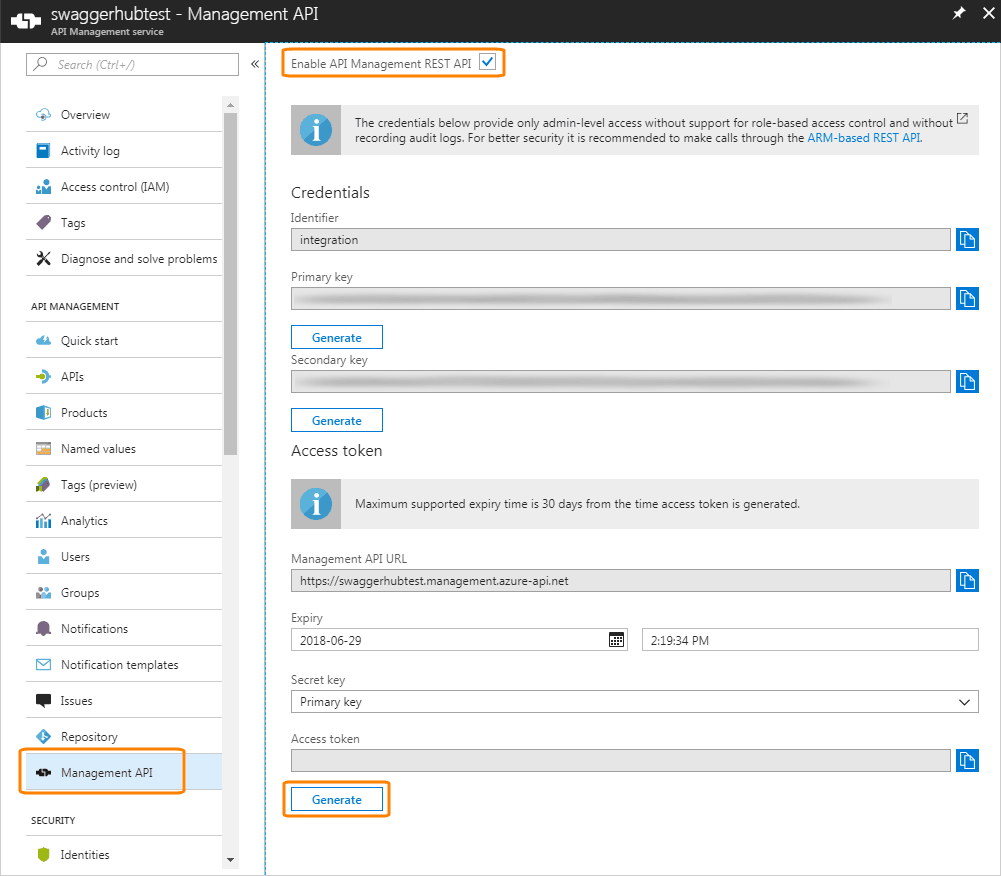 swaggerhubtest - Management API
API Management service
Search (Ctrl+/)
Overview
Activity log
Access control (IAM)
Tags
Diagnose and solve problems
API MANAGEMENT
Quick start
APIs
Products
Named values
Tags (preview)
Analytics
Users
Groups
Notifications
Notification templates
Issues
Repository
Management API
SECURITY
Identities
Enable API Management REST API
The credentials below provide only admin-level access without support for role-based access control and without
recording audit logs. For better security it is recommended to make calls through the ARM-based REST API.
Credentials
Identifier
integration
Primary key
Generate
Secondary key
Generate
Access token
Maximum supported expiry time is 30 days from the time access token is generated.
Management API URL
https://swaggerhubtest.management.azure-api.net
Expiry
2018-06-29 2:19:34 PM
Secret key
Primary key
Access token
Generate